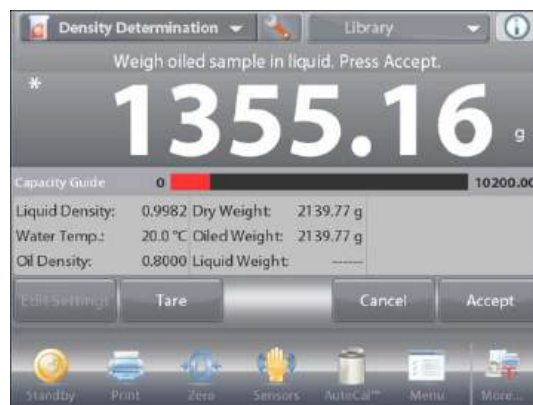 Density Determination
Library
Weigh oiled sample in liquid. Press Accept.
* 1355.16 g
Capacity Guide 0 10200.00
Liquid Density: 0.9982 Dry Weight: 2139.77 g
Water Temp.: 20.0 °C Oiled Weight: 2139.77 g
Oil Density: 0.8000 Liquid Weight: ------
Edit Settings Tare Cancel Accept
Standby Print Zero Sensors AutoCal™ Menu More...